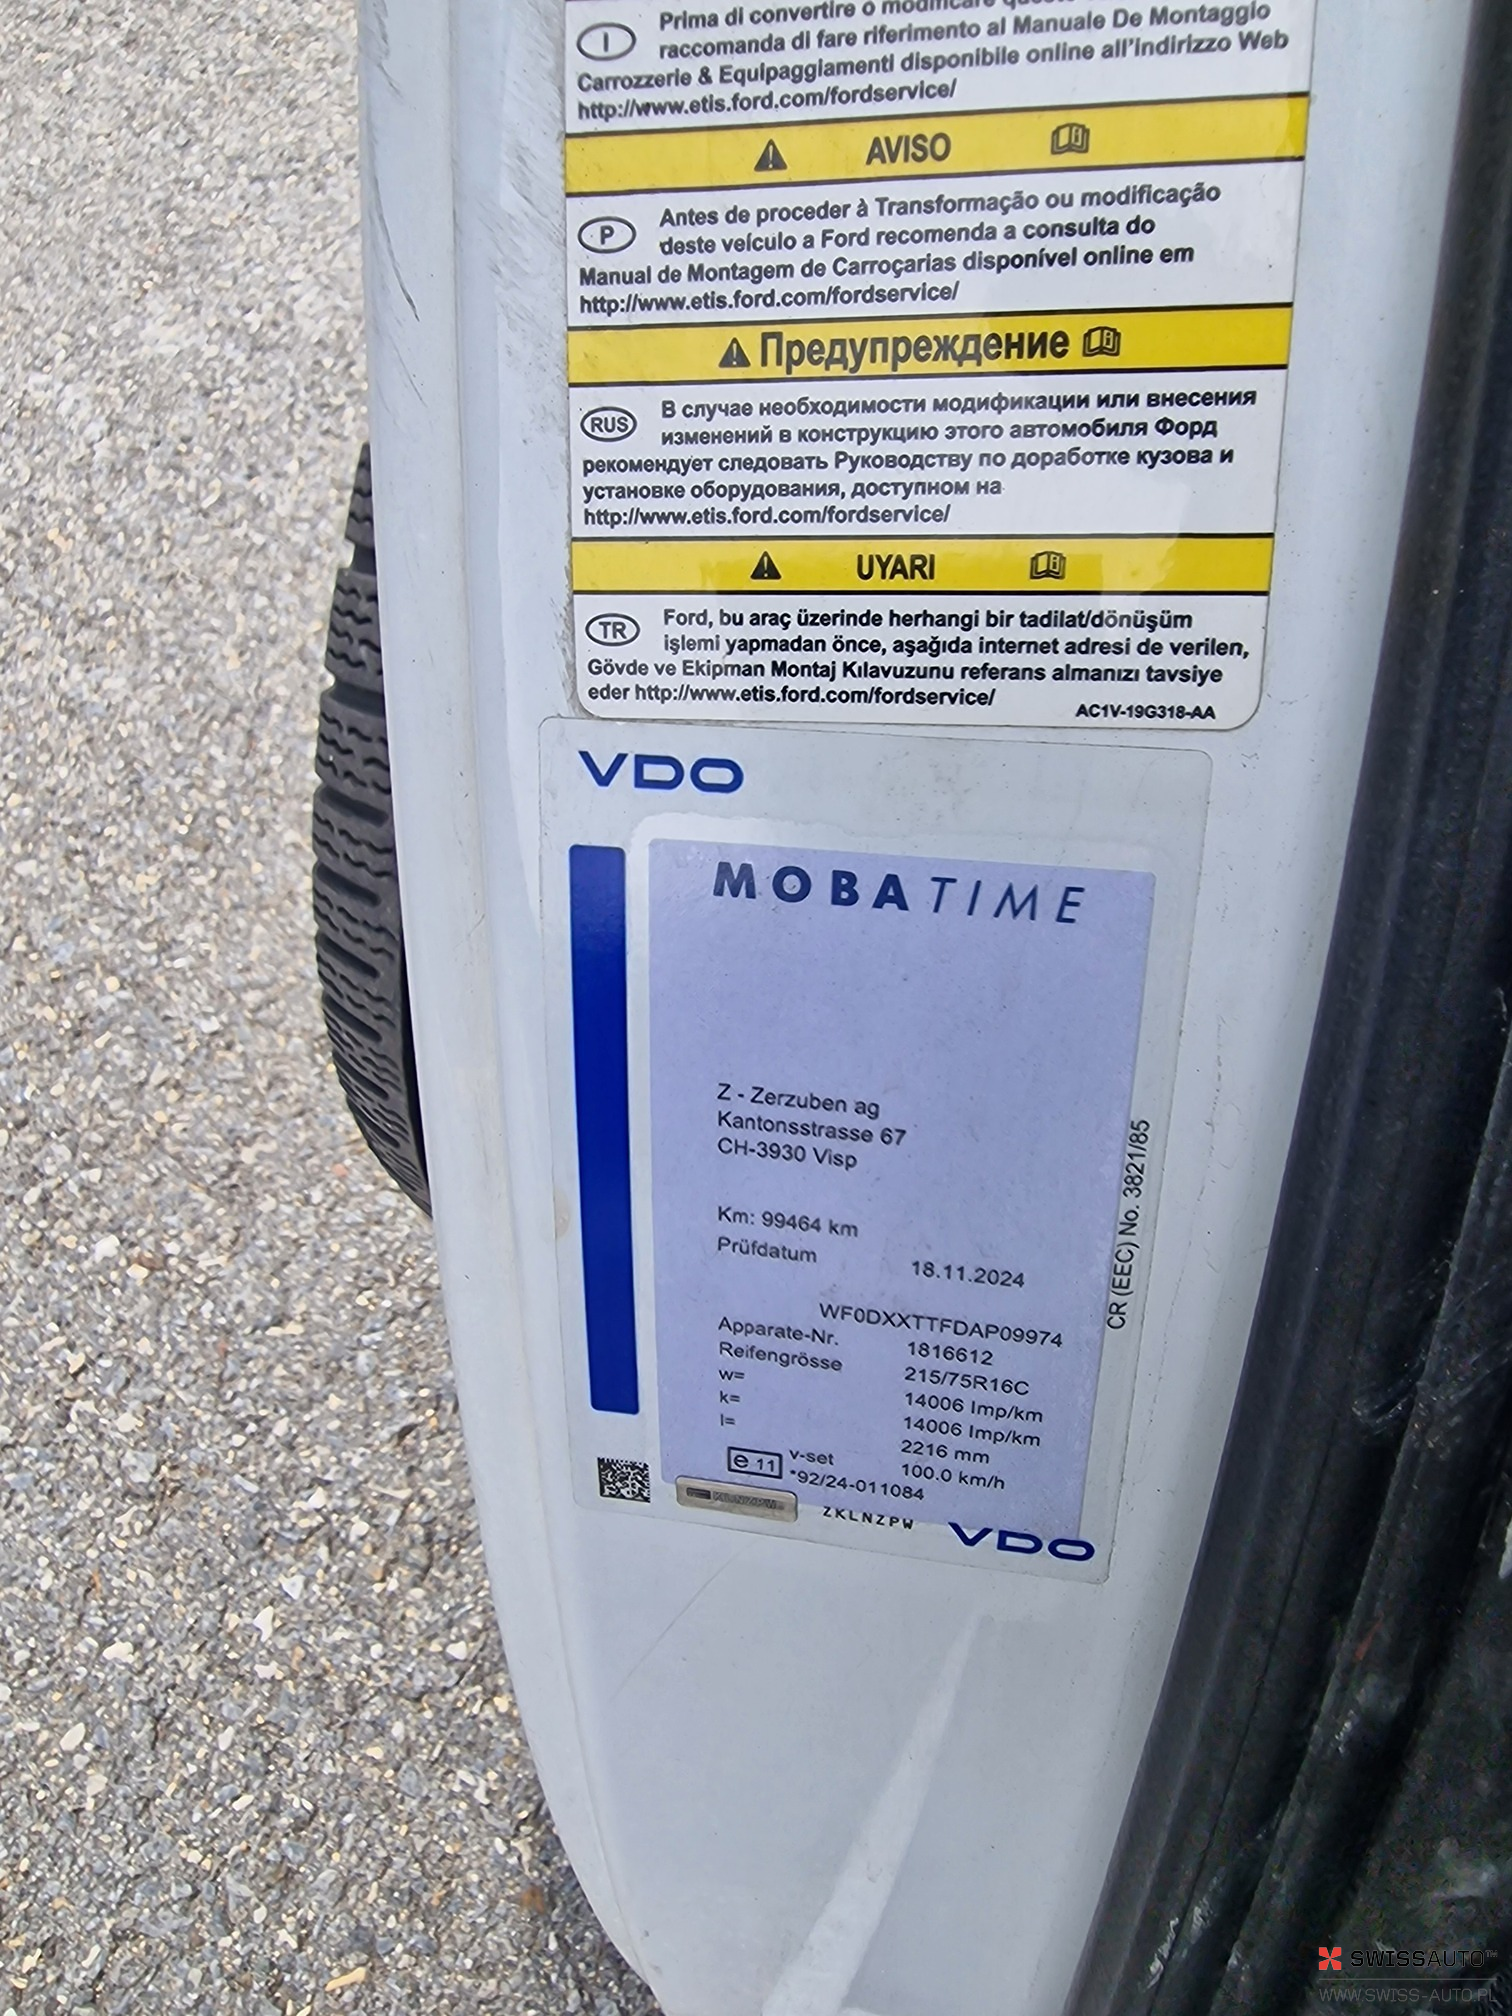 I
Prima di convertire o modificare
raccomanda di fare riferimento al Manuale De Montaggio
Carrozzerie & Equipaggiamenti disponibile online all'indirizzo Web
http://www.etis.ford.com/fordservice/
AVISO
P
Antes de proceder à Transformação ou modificação
deste veículo a Ford recomenda a consulta do
Manual de Montagem de Carroçarias disponível online em
http://www.etis.ford.com/fordservice/
Предупреждение
RUS
В случае необходимости модификации или внесения
изменений в конструкцию этого автомобиля Форд
рекомендует следовать Руководству по доработке кузова и
установке оборудования, доступном на
http://www.etis.ford.com/fordservice/
UYARI
TR
Ford, bu araç üzerinde herhangi bir tadilat/dönüşüm
işlemi yapmadan önce, aşağıda internet adresi de verilen,
Gövde ve Ekipman Montaj Kılavuzunu referans almanızı tavsiye
eder http://www.etis.ford.com/fordservice/
AC1V-19G318-AA
VDO
MOBATIME
Z - Zerzuben ag
Kantonsstrasse 67
CH-3930 Visp
Km: 99464 km
Prüfdatum 18.11.2024
WF0DXXTTFDAP09974
Apparate-Nr. 1816612
Reifengrösse 215/75R16C
w= 14006 Imp/km
k= 14006 Imp/km
l= 2216 mm
v-set 100.0 km/h
e 11 *92/24-011084
ZKLNZPW
VDO
CR (EEC) No. 3821/85
SWISSAUTO
WWW.SWISS-AUTO.PL